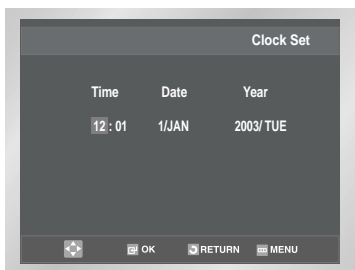 Clock Set
Time Date Year
12 : 01 1/JAN 2003/ TUE
OK RETURN MENU